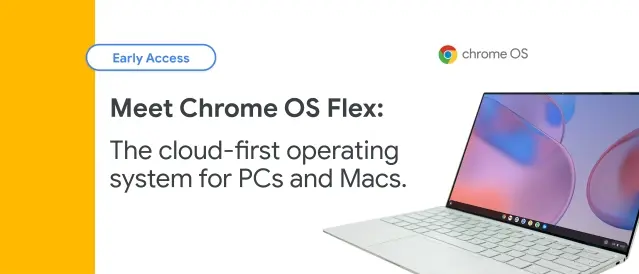 Early Access
chrome OS
Meet Chrome OS Flex:
The cloud-first operating
system for PCs and Macs.